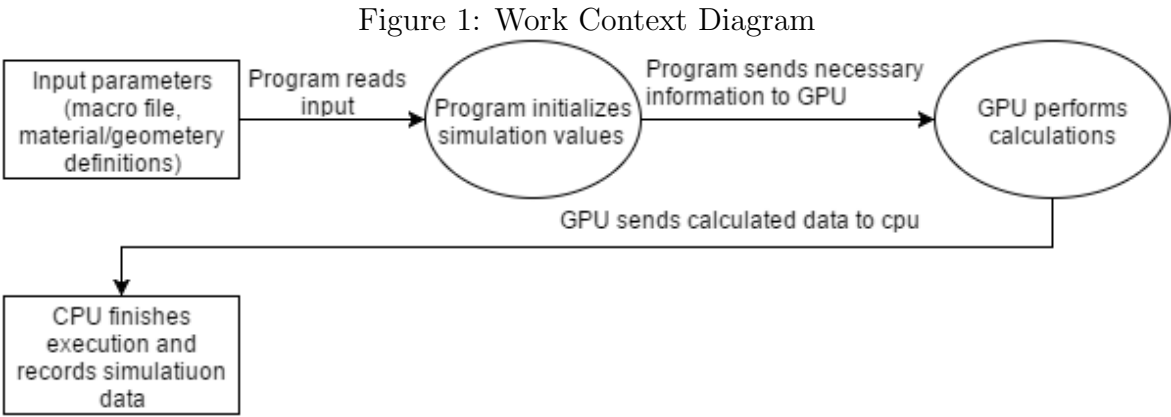 Figure 1: Work Context Diagram
Input parameters
(macro file,
material/geometery
definitions)
Program reads
input
Program initializes
simulation values
Program sends necessary
information to GPU
GPU performs
calculations
GPU sends calculated data to cpu
CPU finishes
execution and
records simulatiuon
data